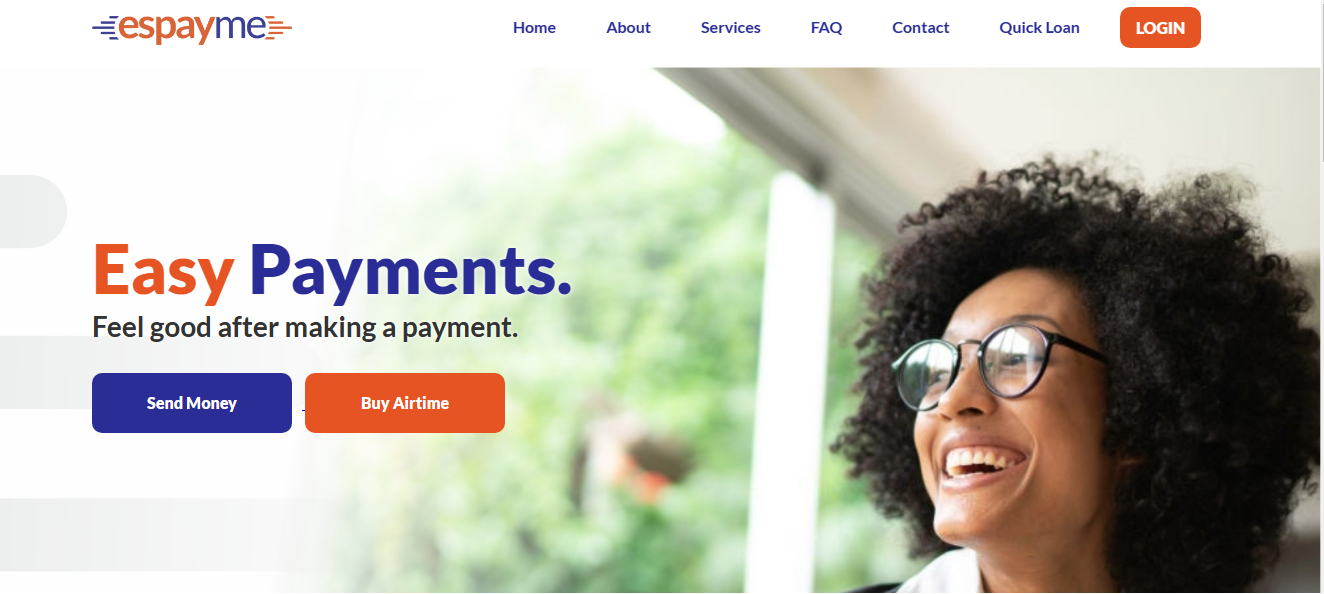 espayme
Home About Services FAQ Contact Quick Loan LOGIN
Easy Payments.
Feel good after making a payment.
Send Money Buy Airtime